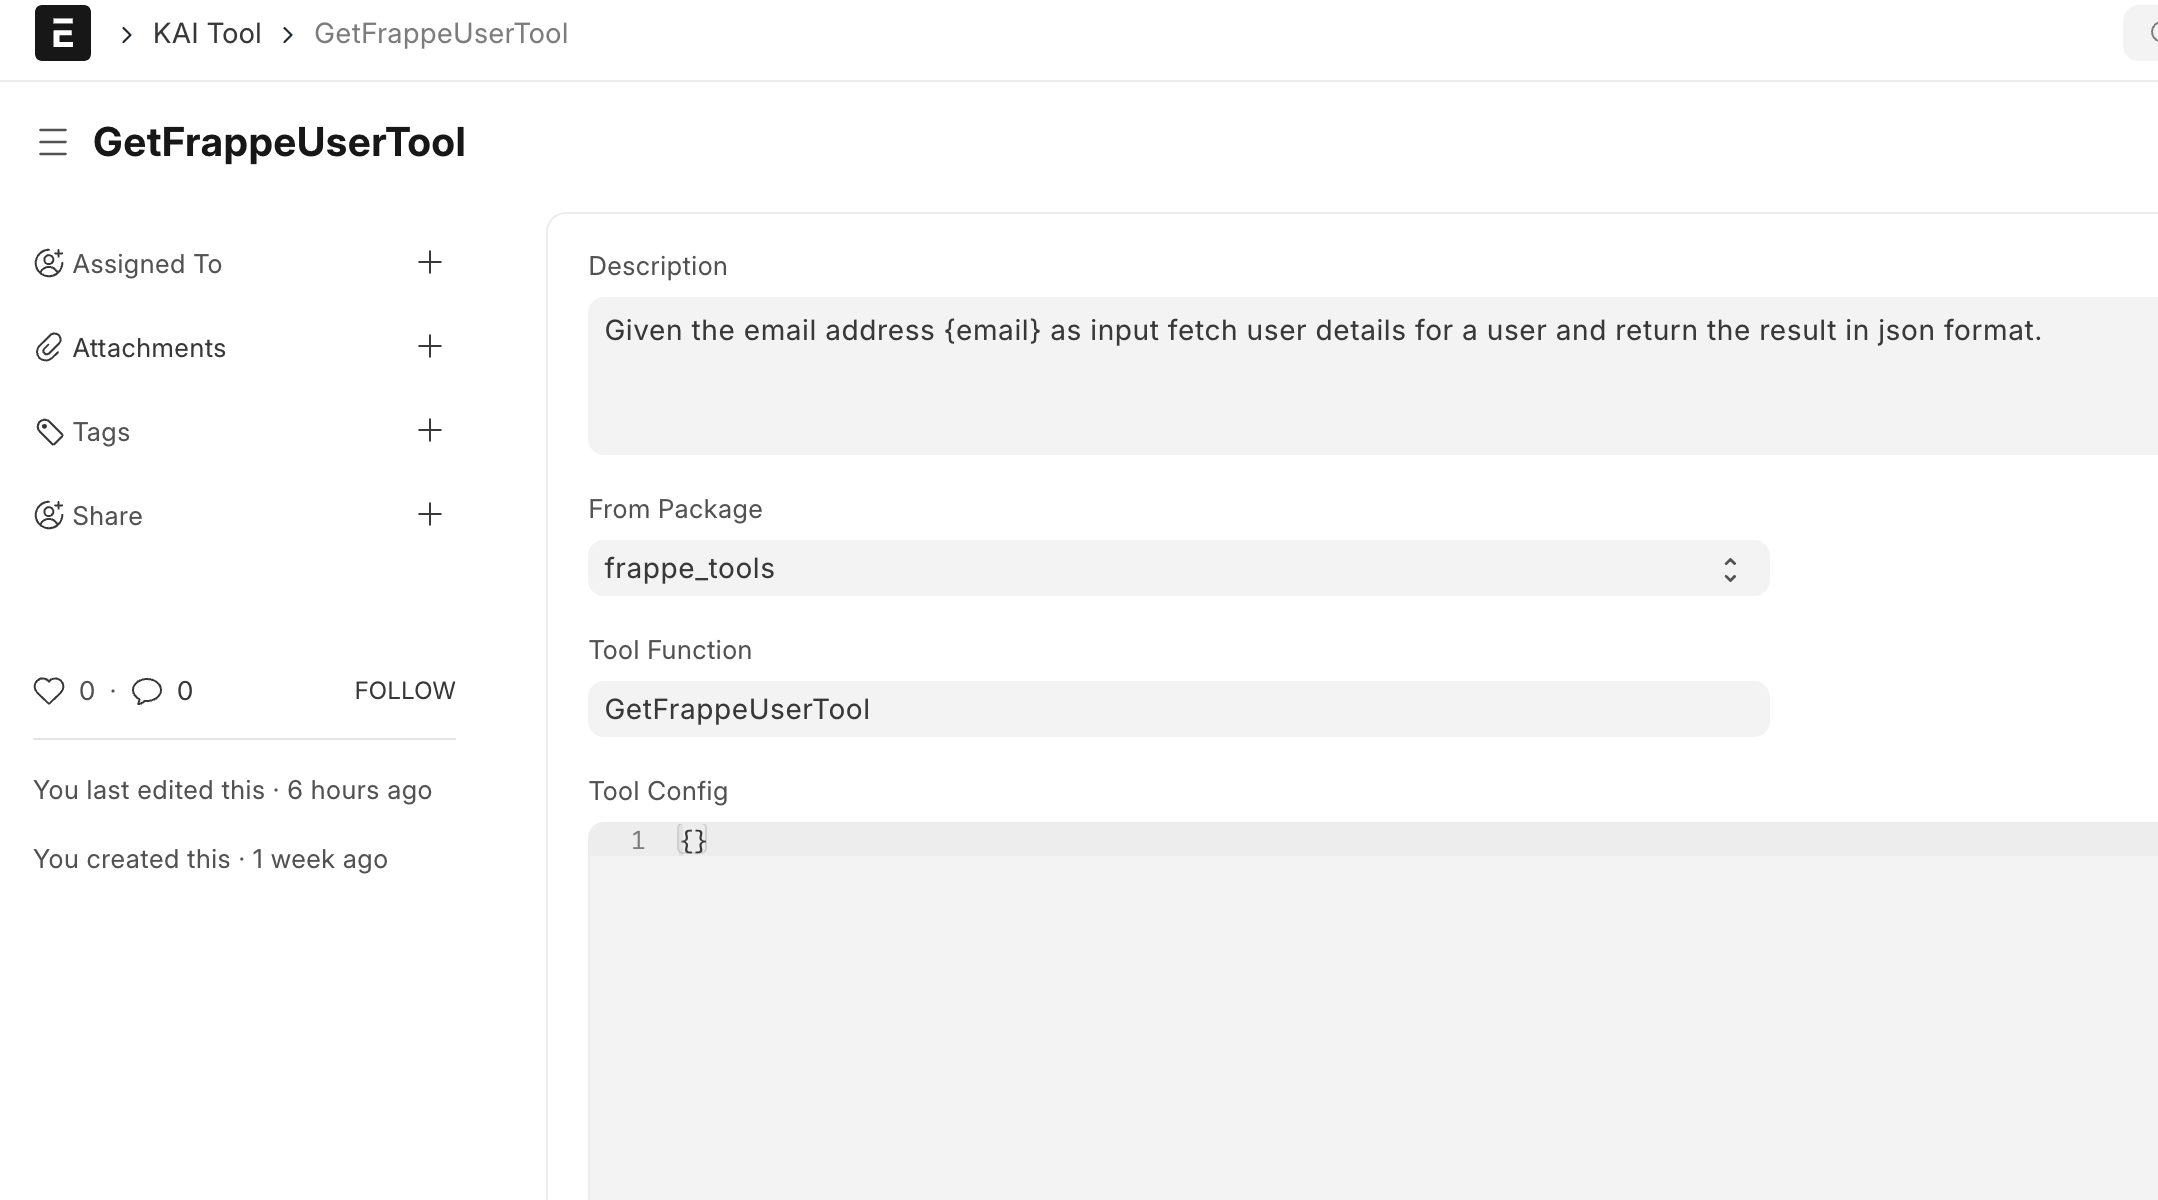 E
KAI Tool
GetFrappeUserTool
GetFrappeUserTool
Assigned To
Attachments
Tags
Share
0 · 0
FOLLOW
You last edited this · 6 hours ago
You created this · 1 week ago
Description
Given the email address {email} as input fetch user details for a user and return the result in json format.
From Package
frappe_tools
Tool Function
GetFrappeUserTool
Tool Config
1 {}